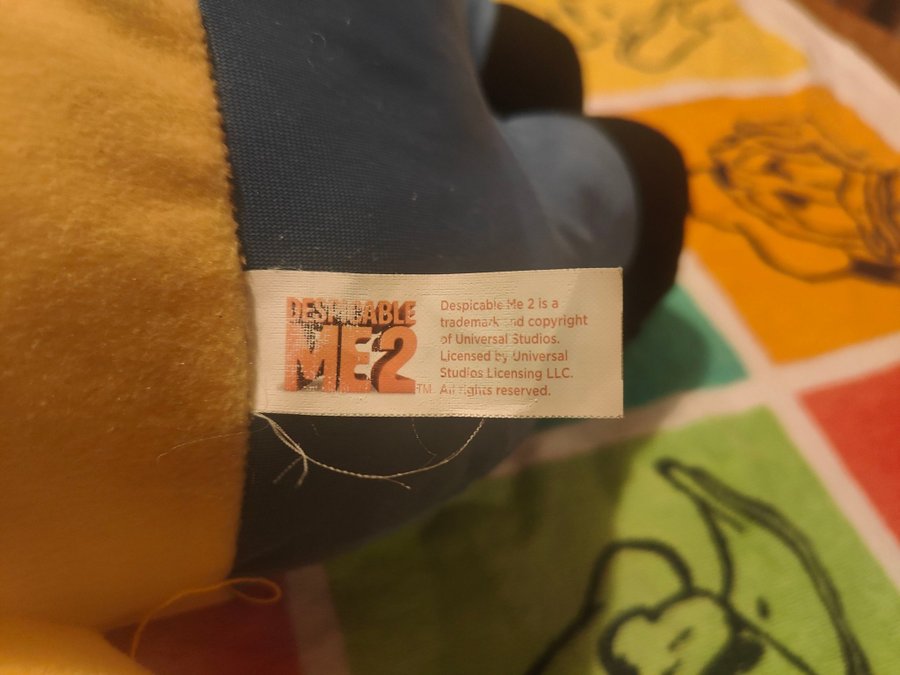 DESPICABLE
ME2
TM
Despicable Me 2 is a
trademark and copyright
of Universal Studios.
Licensed by Universal
Studios Licensing LLC.
All rights reserved.